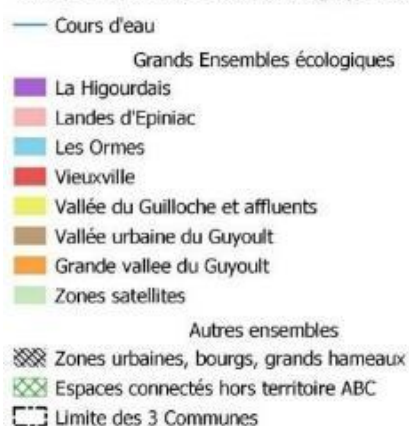 Cours d'eau
Grands Ensembles écologiques
La Higourdais
Landes d'Epiniac
Les Ormes
Vieuxville
Vallée du Guilloche et affluents
Vallée urbaine du Guyoult
Grande vallee du Guyoult
Zones satellites
Autres ensembles
Zones urbaines, bourgs, grands hameaux
Espaces connectés hors territoire ABC
Limite des 3 Communes